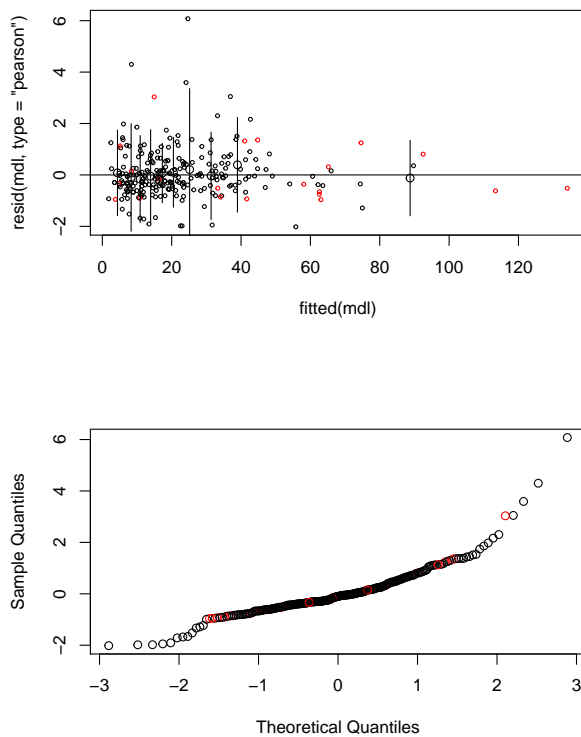 resid(mdl, type = "pearson")
6
4
2
0
−2
0 20 40 60 80 100 120
fitted(mdl)
Sample Quantiles
6
4
2
0
−2
−3 −2 −1 0 1 2 3
Theoretical Quantiles